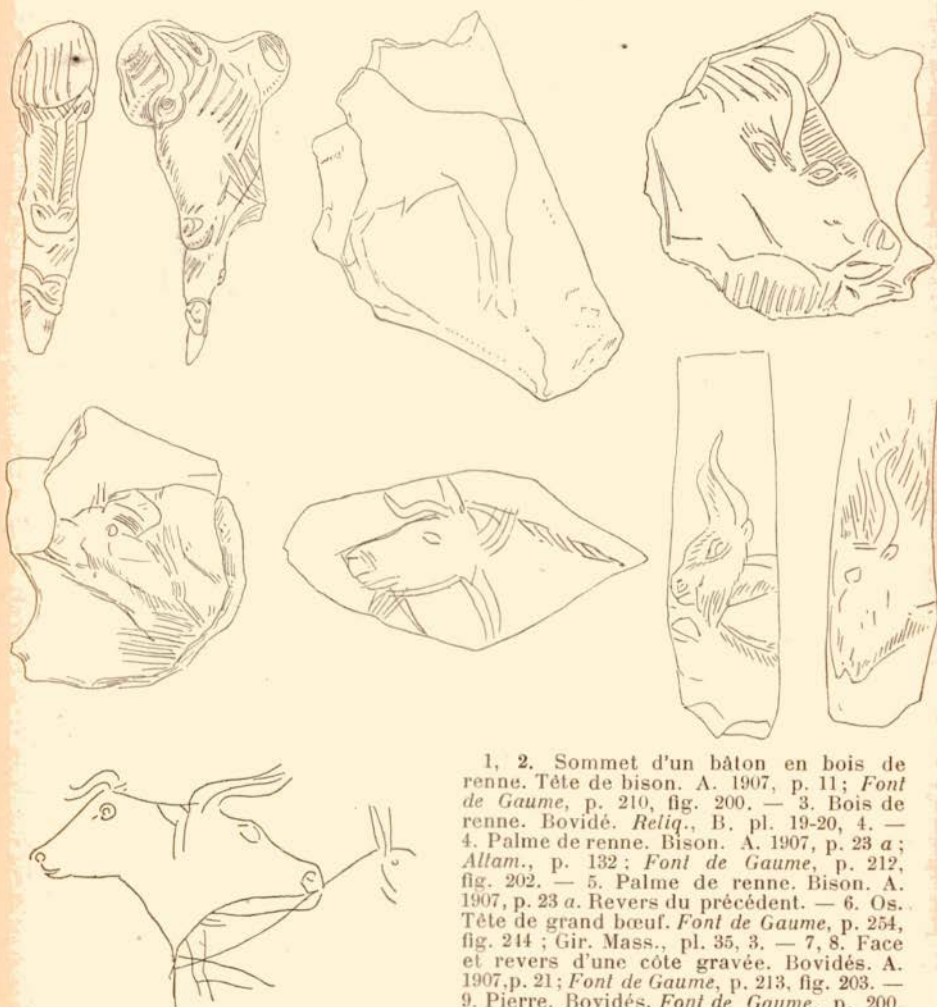 1, 2. Sommet d'un bâton en bois de
renne. Tête de bison. A. 1907, p. 11; Font
de Gaume, p. 210, fig. 200. — 3. Bois de
renne. Bovidé. Reliq., B. pl. 19-20, 4. —
4. Palme de renne. Bison. A. 1907, p. 23 a;
Altam., p. 132; Font de Gaume, p. 212,
fig. 202. — 5. Palme de renne. Bison. A.
1907, p. 23 a. Revers du précédent. — 6. Os.
Tête de grand bœuf. Font de Gaume, p. 254,
fig. 244; Gir. Mass., pl. 35, 3. — 7, 8. Face
et revers d'une côte gravée. Bovidés. A.
1907, p. 21; Font de Gaume, p. 213, fig. 203. —
9. Pierre. Bovidés. Font de Gaume, p. 200,